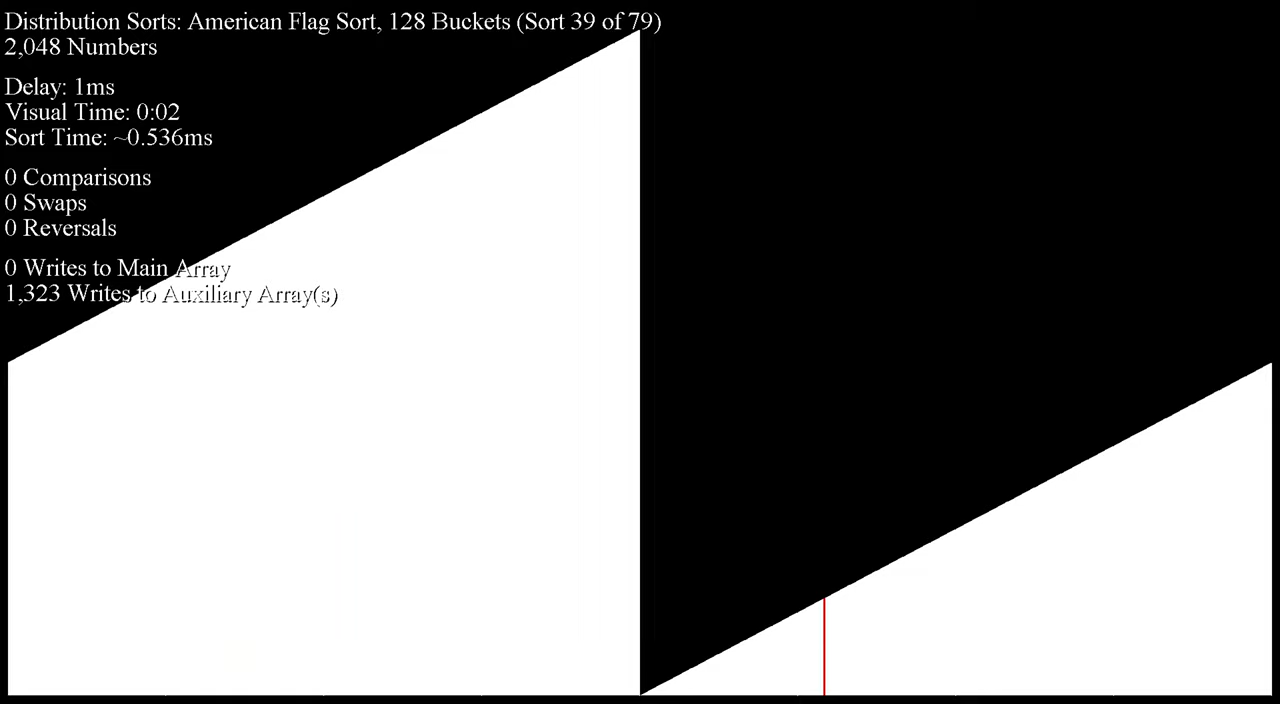 Distribution Sorts: American Flag Sort, 128 Buckets (Sort 39 of 79)
2,048 Numbers
Delay: 1ms
Visual Time: 0:02
Sort Time: ~0.536ms
0 Comparisons
0 Swaps
0 Reversals
0 Writes to Main Array
1,323 Writes to Auxiliary Array(s)